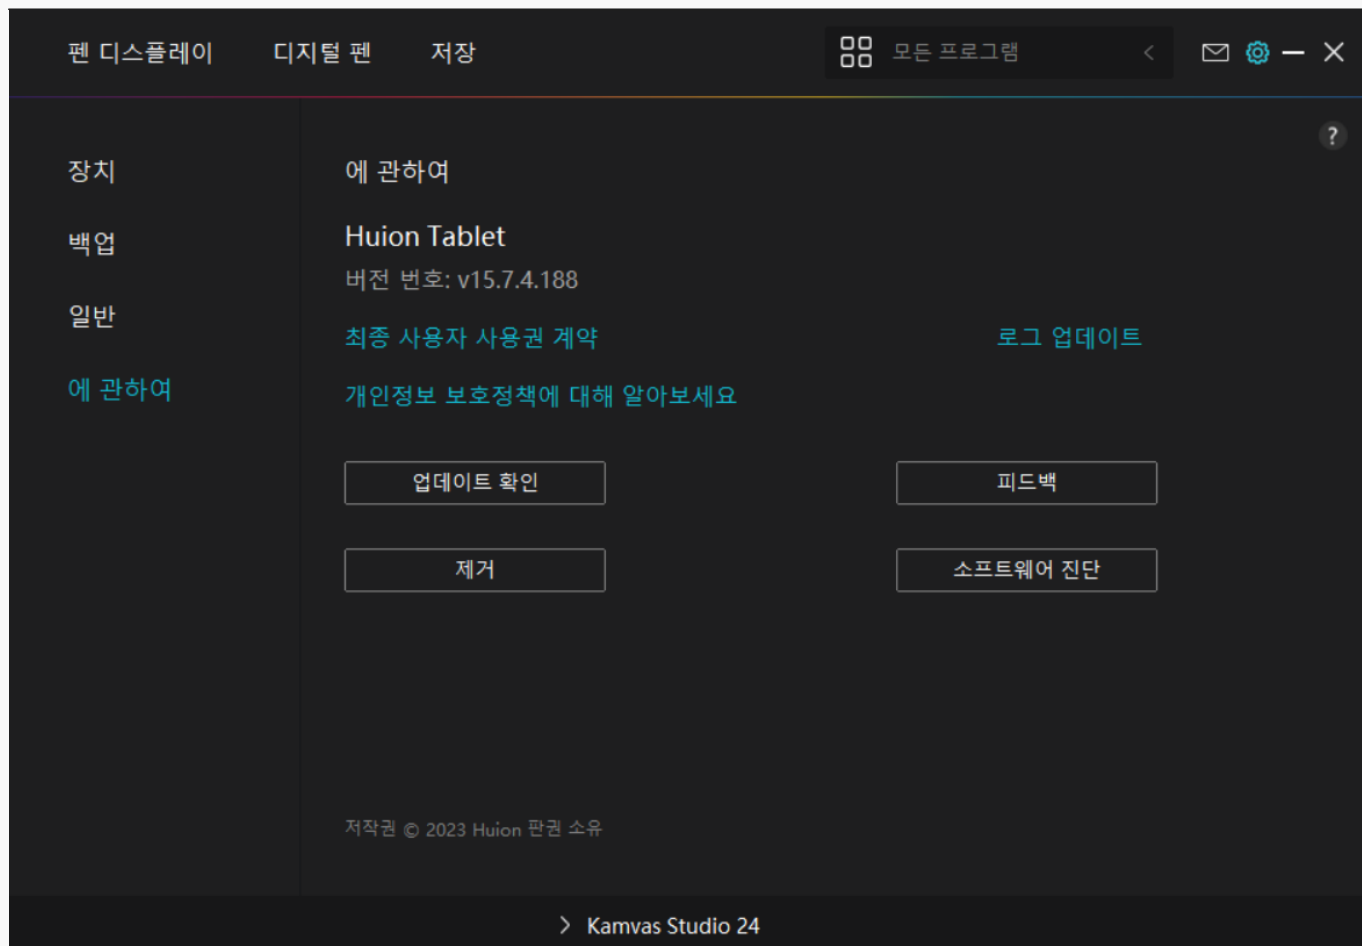 펜 디스플레이 디지털 펜 저장 모든 프로그램
?
장치
백업
일반
에 관하여
에 관하여
Huion Tablet
버전 번호: v15.7.4.188
최종 사용자 사용권 계약 로그 업데이트
개인정보 보호정책에 대해 알아보세요
업데이트 확인 피드백
제거 소프트웨어 진단
저작권 © 2023 Huion 판권 소유
Kamvas Studio 24